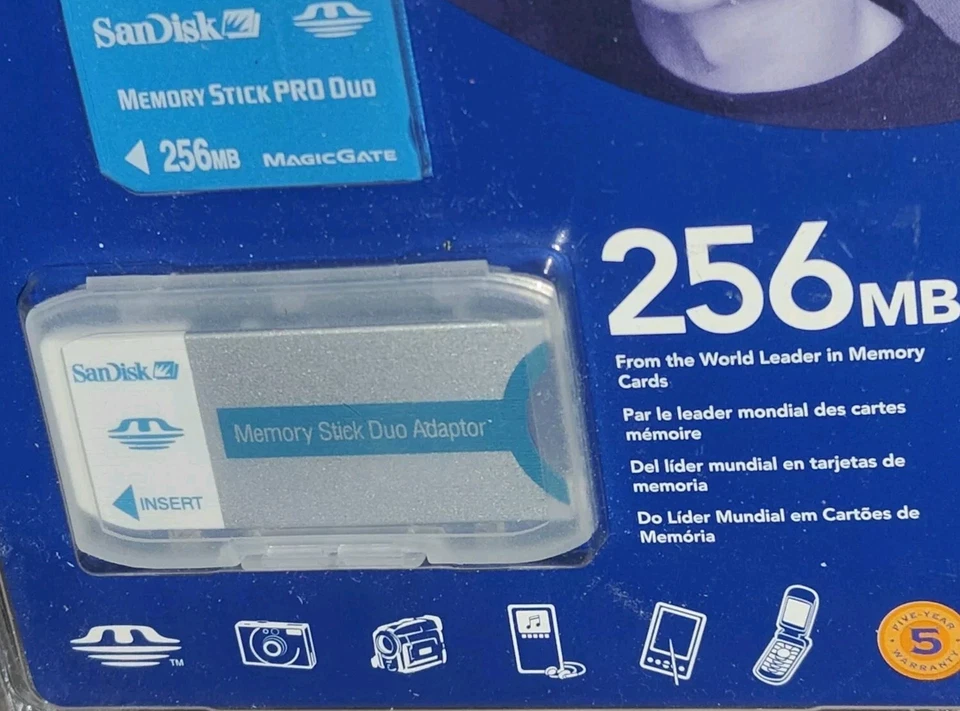 SanDisk
MEMORY STICK PRO DUO
256MB MAGICGATE
256MB
From the World Leader in Memory
Cards
Par le leader mondial des cartes
mémoire
Del líder mundial en tarjetas de
memoria
Do Líder Mundial em Cartões de
Memória
SanDisk
Memory Stick Duo Adaptor
INSERT
TM
FIVE-YEAR
5
WARRANTY